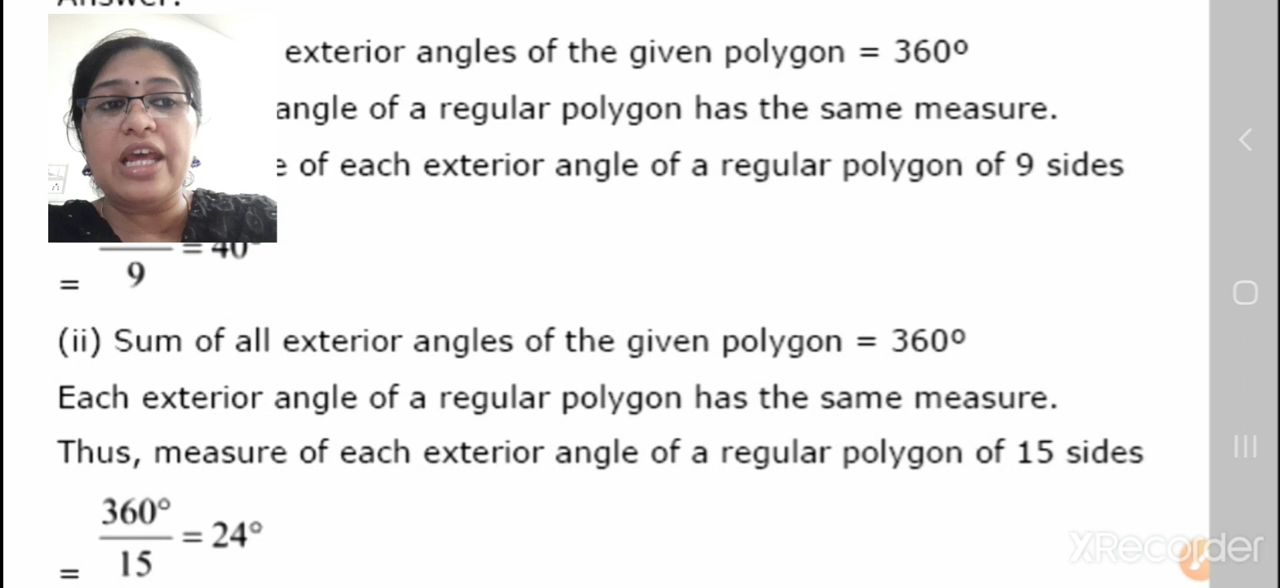 exterior angles of the given polygon = 360º
angle of a regular polygon has the same measure.
of each exterior angle of a regular polygon of 9 sides
= 9 = 40°
(ii) Sum of all exterior angles of the given polygon = 360º
Each exterior angle of a regular polygon has the same measure.
Thus, measure of each exterior angle of a regular polygon of 15 sides
= 360° / 15 = 24°
XRecorder